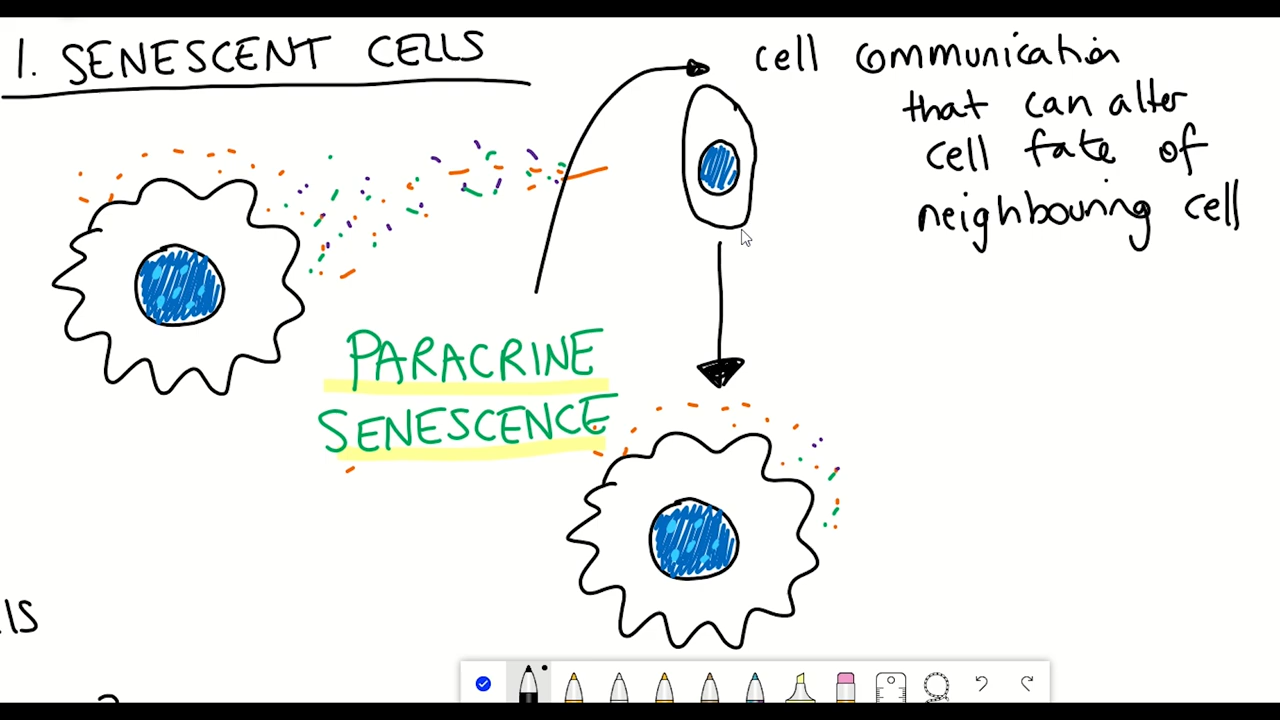 1. SENESCENT CELLS
cell communication
that can alter
cell fate of
neighbouring cell
PARACRINE
SENESCENCE